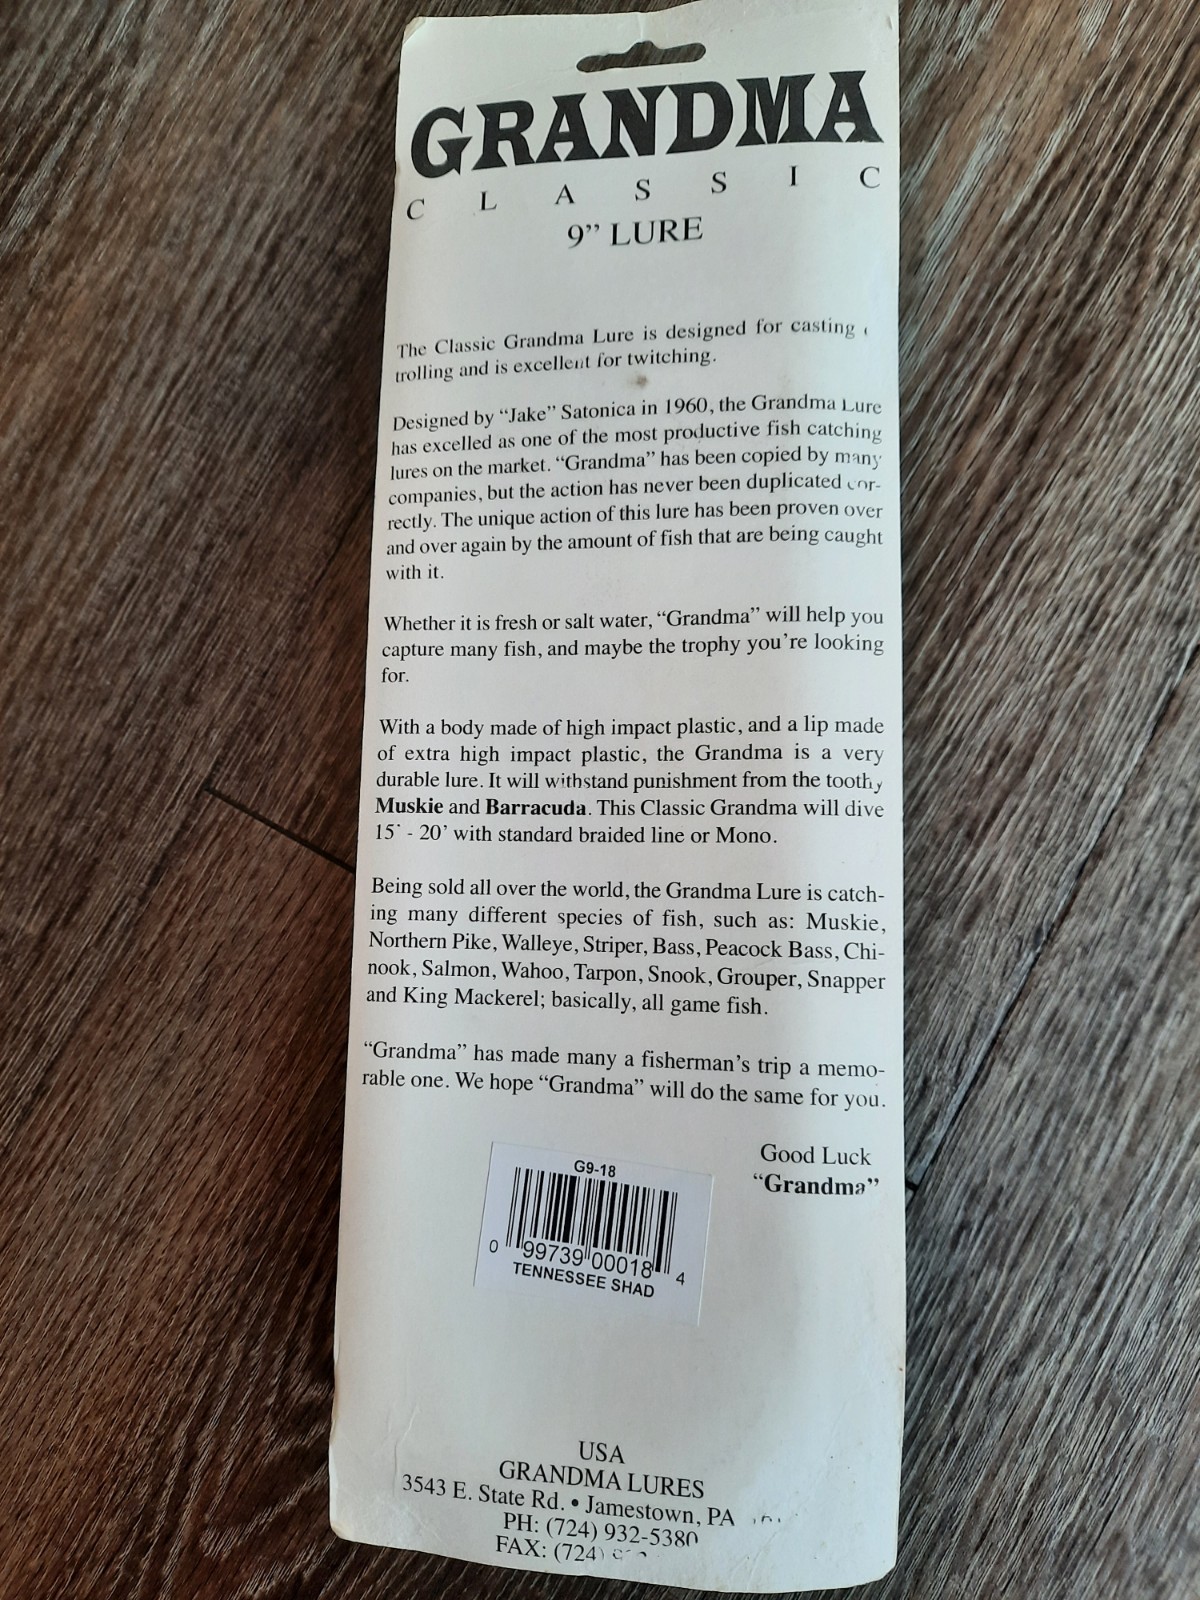 GRANDMA
CLASSIC
9” LURE
The Classic Grandma Lure is designed for casting
trolling and is excellent for twitching.
Designed by “Jake” Satonica in 1960, the Grandma Lure
has excelled as one of the most productive fish catching
lures on the market. “Grandma” has been copied by many
companies, but the action has never been duplicated cor-
rectly. The unique action of this lure has been proven over
and over again by the amount of fish that are being caught
with it.
Whether it is fresh or salt water, “Grandma” will help you
capture many fish, and maybe the trophy you’re looking
for.
With a body made of high impact plastic, and a lip made
of extra high impact plastic, the Grandma is a very
durable lure. It will withstand punishment from the toothy
Muskie and Barracuda. This Classic Grandma will dive
15’ - 20’ with standard braided line or Mono.
Being sold all over the world, the Grandma Lure is catch-
ing many different species of fish, such as: Muskie,
Northern Pike, Walleye, Striper, Bass, Peacock Bass, Chi-
nook, Salmon, Wahoo, Tarpon, Snook, Grouper, Snapper
and King Mackerel; basically, all game fish.
“Grandma” has made many a fisherman’s trip a memo-
rable one. We hope “Grandma” will do the same for you.
Good Luck
“Grandma”
G9-18
0 99739 00018 4
TENNESSEE SHAD
USA
GRANDMA LURES
3543 E. State Rd. • Jamestown, PA
PH: (724) 932-5380
FAX: (724)